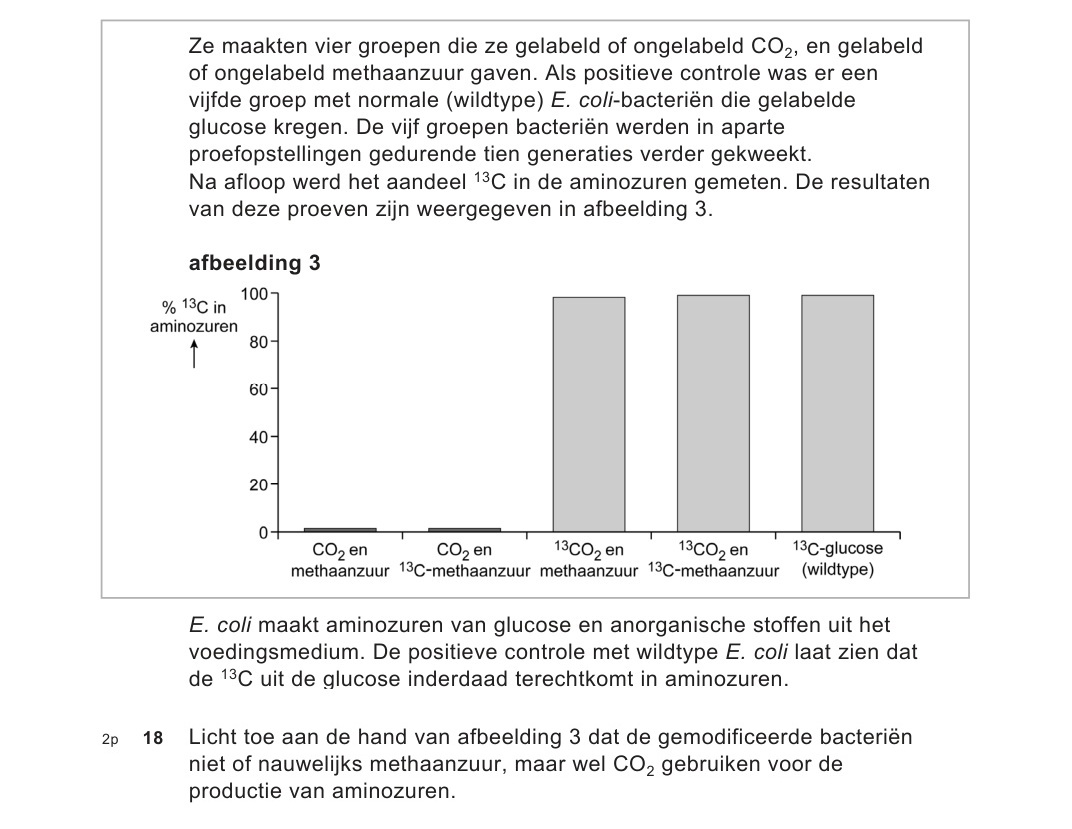 Ze maakten vier groepen die ze gelabeld of ongelabeld CO₂, en gelabeld
of ongelabeld methaanzuur gaven. Als positieve controle was er een
vijfde groep met normale (wildtype) E. coli-bacteriën die gelabelde
glucose kregen. De vijf groepen bacteriën werden in aparte
proefopstellingen gedurende tien generaties verder gekweekt.
Na afloop werd het aandeel ¹³C in de aminozuren gemeten. De resultaten
van deze proeven zijn weergegeven in afbeelding 3.
afbeelding 3
% ¹³C in
aminozuren
100
80
60
40
20
0
CO₂ en
methaanzuur
CO₂ en
¹³C-methaanzuur
¹³CO₂ en
methaanzuur
¹³CO₂ en
¹³C-methaanzuur
¹³C-glucose
(wildtype)
E. coli maakt aminozuren van glucose en anorganische stoffen uit het
voedingsmedium. De positieve controle met wildtype E. coli laat zien dat
de ¹³C uit de glucose inderdaad terechtkomt in aminozuren.
2p 18 Licht toe aan de hand van afbeelding 3 dat de gemodificeerde bacteriën
niet of nauwelijks methaanzuur, maar wel CO₂ gebruiken voor de
productie van aminozuren.